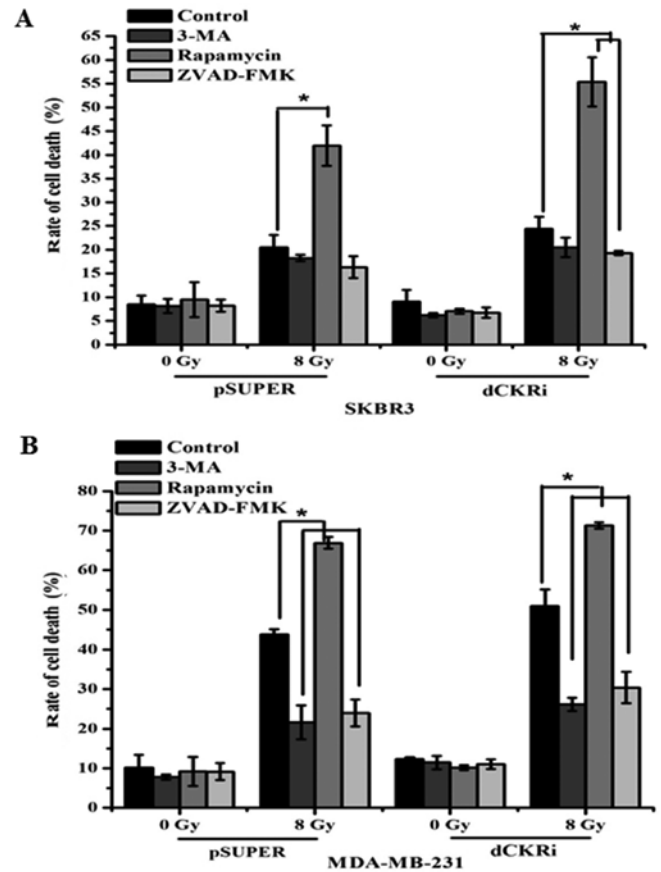 A
Control
3-MA
Rapamycin
ZVAD-FMK
*
*
Rate of cell death (%)
65
60
55
50
45
40
35
30
25
20
15
10
5
0
0 Gy
8 Gy
0 Gy
8 Gy
pSUPER
dCKRi
SKBR3
B
Control
3-MA
Rapamycin
ZVAD-FMK
*
*
Rate of cell death (%)
80
70
60
50
40
30
20
10
0
0 Gy
8 Gy
0 Gy
8 Gy
pSUPER
dCKRi
MDA-MB-231